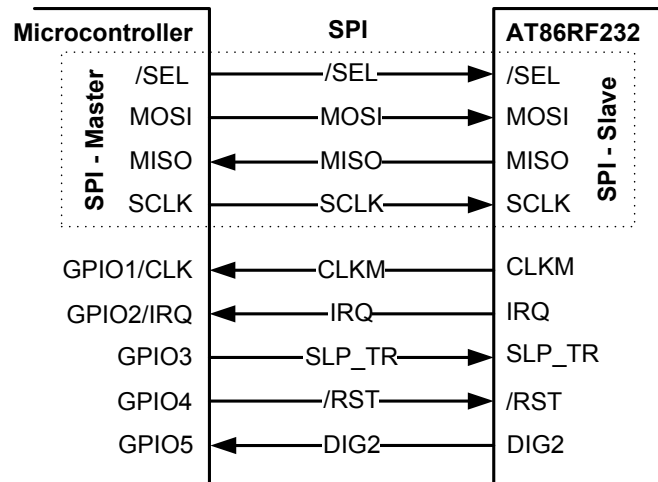 Microcontroller SPI AT86RF232
SPI - Master
SPI - Slave
/SEL /SEL /SEL
MOSI MOSI MOSI
MISO MISO MISO
SCLK SCLK SCLK
GPIO1/CLK CLKM CLKM
GPIO2/IRQ IRQ IRQ
GPIO3 SLP_TR SLP_TR
GPIO4 /RST /RST
GPIO5 DIG2 DIG2